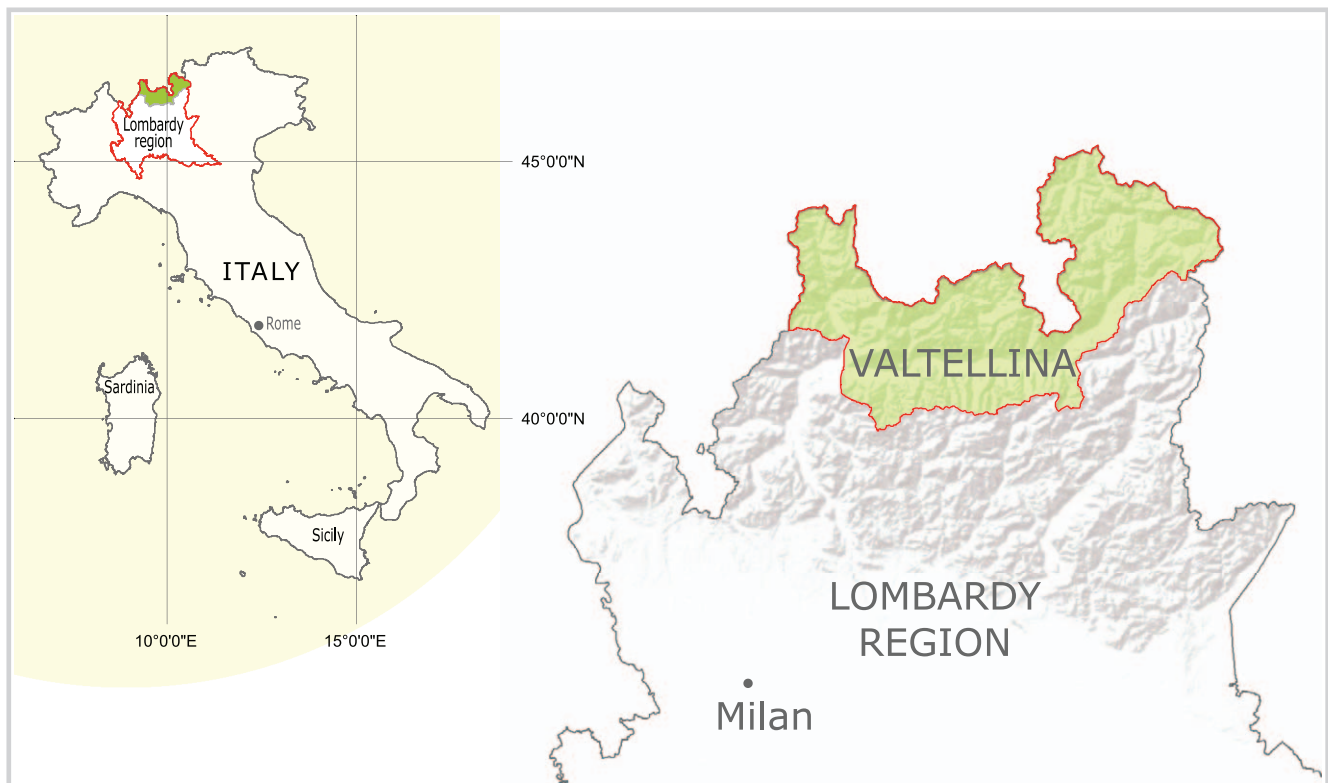 Lombardy
region
45°0'0"N
ITALY
Rome
Sardinia
40°0'0"N
Sicily
10°0'0"E
15°0'0"E
VALTELLINA
LOMBARDY
REGION
Milan